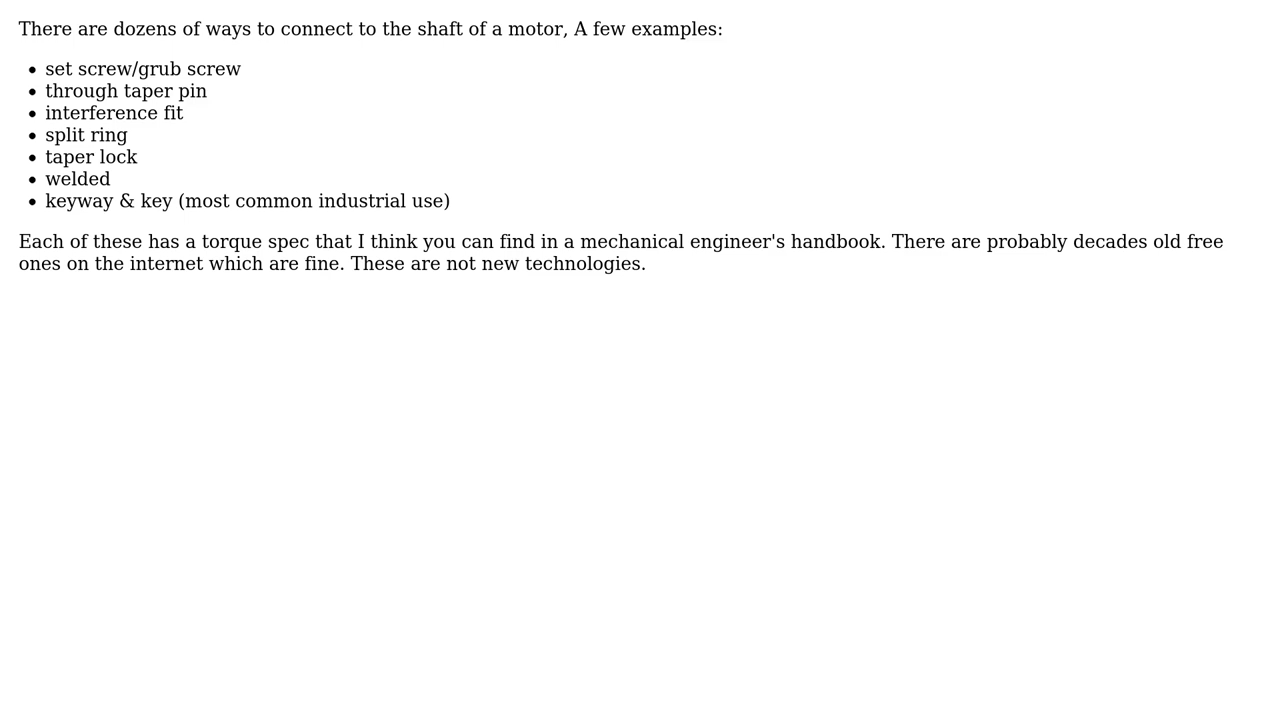 There are dozens of ways to connect to the shaft of a motor, A few examples:
• set screw/grub screw
• through taper pin
• interference fit
• split ring
• taper lock
• welded
• keyway & key (most common industrial use)
Each of these has a torque spec that I think you can find in a mechanical engineer's handbook. There are probably decades old free
ones on the internet which are fine. These are not new technologies.